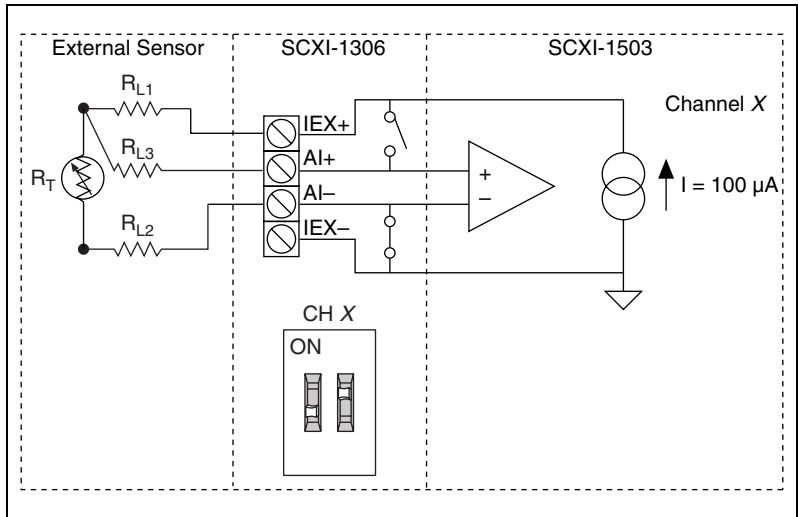 External Sensor
SCXI-1306
SCXI-1503
RL1
IEX+
Channel X
RL3
AI+
RT
+
I = 100 µA
AI–
–
RL2
IEX–
CH X
ON